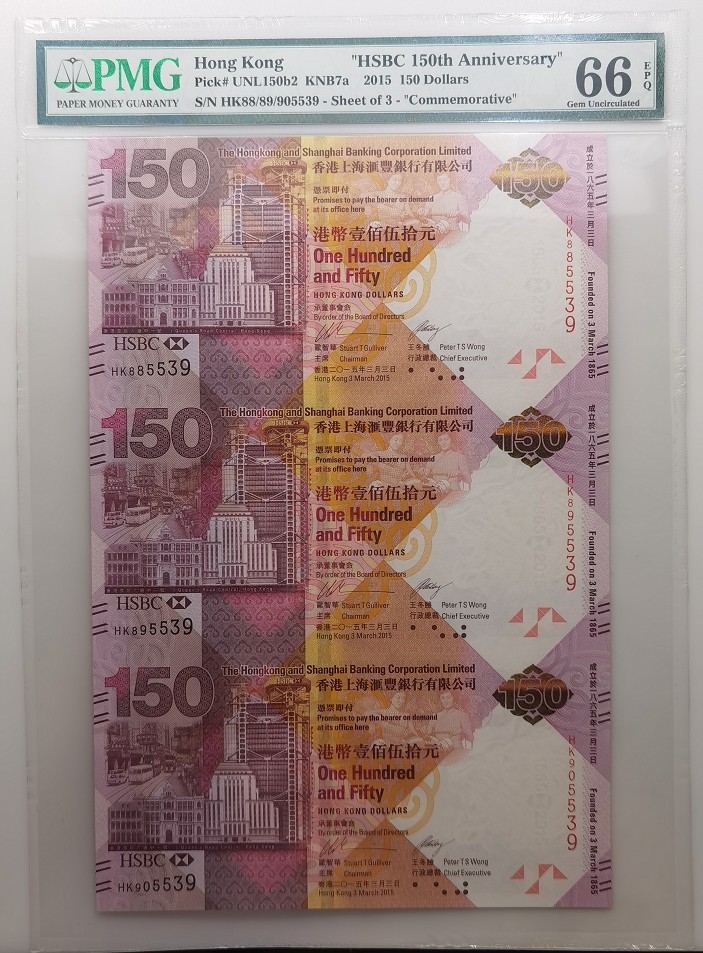 PMG
PAPER MONEY GUARANTY
Hong Kong "HSBC 150th Anniversary"
Pick# UNL150b2 KNB7a 2015 150 Dollars
S/N HK88/89/905539 - Sheet of 3 - "Commemorative"
66 EPQ
Gem Uncirculated
150
The Hongkong and Shanghai Banking Corporation Limited
香港上海滙豐銀行有限公司
憑票即付
Promises to pay the bearer on demand
at its office here
港幣壹佰伍拾元
One Hundred
and Fifty
HONG KONG DOLLARS
承董事會命
By order of the Board of Directors
歐智華 Stuart T Gulliver 王冬勝 Peter T S Wong
主席 Chairman 行政總裁 Chief Executive
香港二〇一五年三月三日
Hong Kong 3 March 2015
HSBC
HK885539
150
HK885539
成立於一八六五年三月三日
Founded on 3 March 1865
150
The Hongkong and Shanghai Banking Corporation Limited
香港上海滙豐銀行有限公司
憑票即付
Promises to pay the bearer on demand
at its office here
港幣壹佰伍拾元
One Hundred
and Fifty
HONG KONG DOLLARS
承董事會命
By order of the Board of Directors
歐智華 Stuart T Gulliver 王冬勝 Peter T S Wong
主席 Chairman 行政總裁 Chief Executive
香港二〇一五年三月三日
Hong Kong 3 March 2015
HSBC
HK895539
150
HK895539
成立於一八六五年三月三日
Founded on 3 March 1865
150
The Hongkong and Shanghai Banking Corporation Limited
香港上海滙豐銀行有限公司
憑票即付
Promises to pay the bearer on demand
at its office here
港幣壹佰伍拾元
One Hundred
and Fifty
HONG KONG DOLLARS
承董事會命
By order of the Board of Directors
歐智華 Stuart T Gulliver 王冬勝 Peter T S Wong
主席 Chairman 行政總裁 Chief Executive
香港二〇一五年三月三日
Hong Kong 3 March 2015
HSBC
HK905539
150
HK905539
成立於一八六五年三月三日
Founded on 3 March 1865